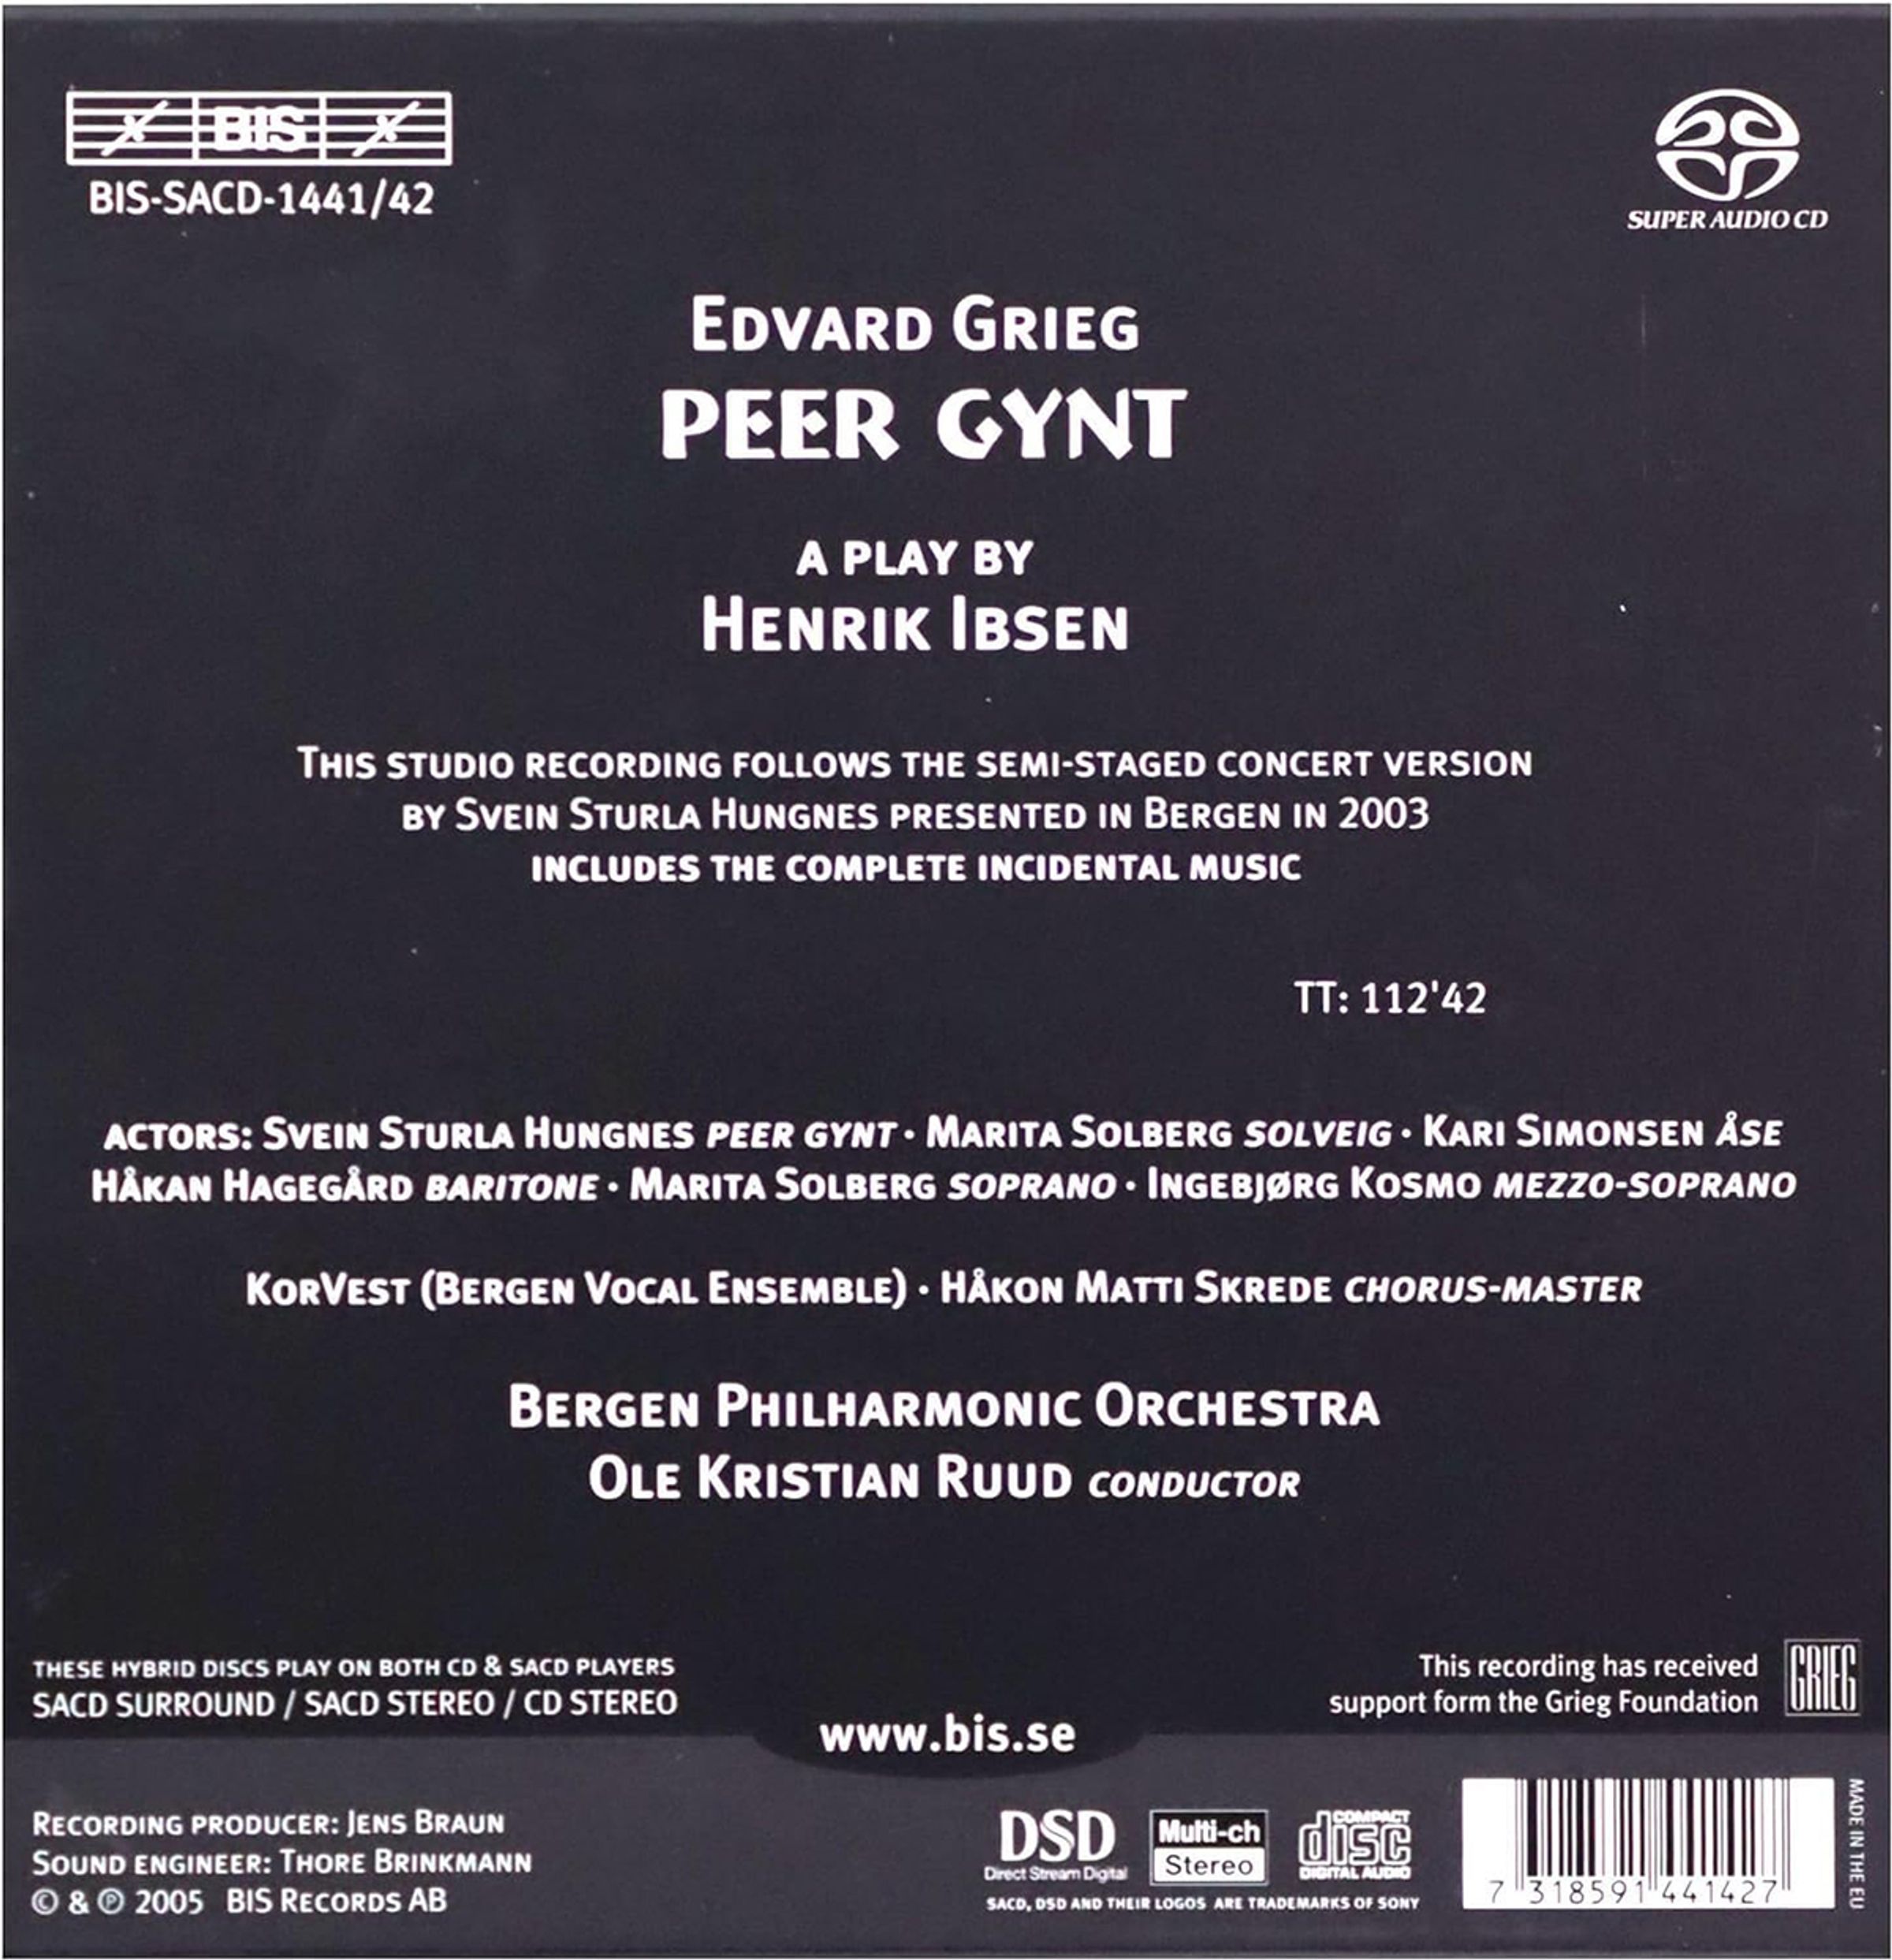 BIS
BIS-SACD-1441/42
SUPER AUDIO CD
EDVARD GRIEG
PEER GYNT
A PLAY BY
HENRIK IBSEN
THIS STUDIO RECORDING FOLLOWS THE SEMI-STAGED CONCERT VERSION
BY SVEIN STURLA HUNGNES PRESENTED IN BERGEN IN 2003
INCLUDES THE COMPLETE INCIDENTAL MUSIC
TT: 112'42
ACTORS: SVEIN STURLA HUNGNES PEER GYNT · MARITA SOLBERG SOLVEIG · KARI SIMONSEN ÅSE
HÅKAN HAGEGÅRD BARITONE · MARITA SOLBERG SOPRANO · INGEBJØRG KOSMO MEZZO-SOPRANO
KORVEST (BERGEN VOCAL ENSEMBLE) · HÅKON MATTI SKREDE CHORUS-MASTER
BERGEN PHILHARMONIC ORCHESTRA
OLE KRISTIAN RUUD CONDUCTOR
THESE HYBRID DISCS PLAY ON BOTH CD & SACD PLAYERS
SACD SURROUND / SACD STEREO / CD STEREO
This recording has received
support form the Grieg Foundation
GRIEG
www.bis.se
RECORDING PRODUCER: JENS BRAUN
SOUND ENGINEER: THORE BRINKMANN
© & ℗ 2005 BIS RECORDS AB
DSD
Direct Stream Digital
Multi-ch
Stereo
COMPACT
disc
DIGITAL AUDIO
SACD, DSD AND THEIR LOGOS ARE TRADEMARKS OF SONY
7 318591 441427
MADE IN THE EU